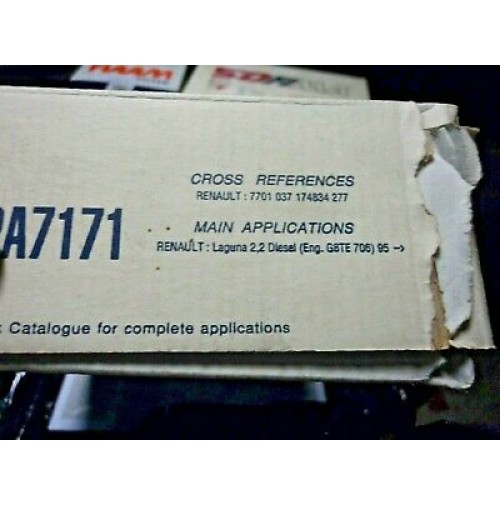 CROSS REFERENCES
RENAULT : 7701 037 174834 277
A7171
MAIN APPLICATIONS
RENAULT : Laguna 2,2 Diesel (Eng. G8TE 706) 95 →
: Catalogue for complete applications